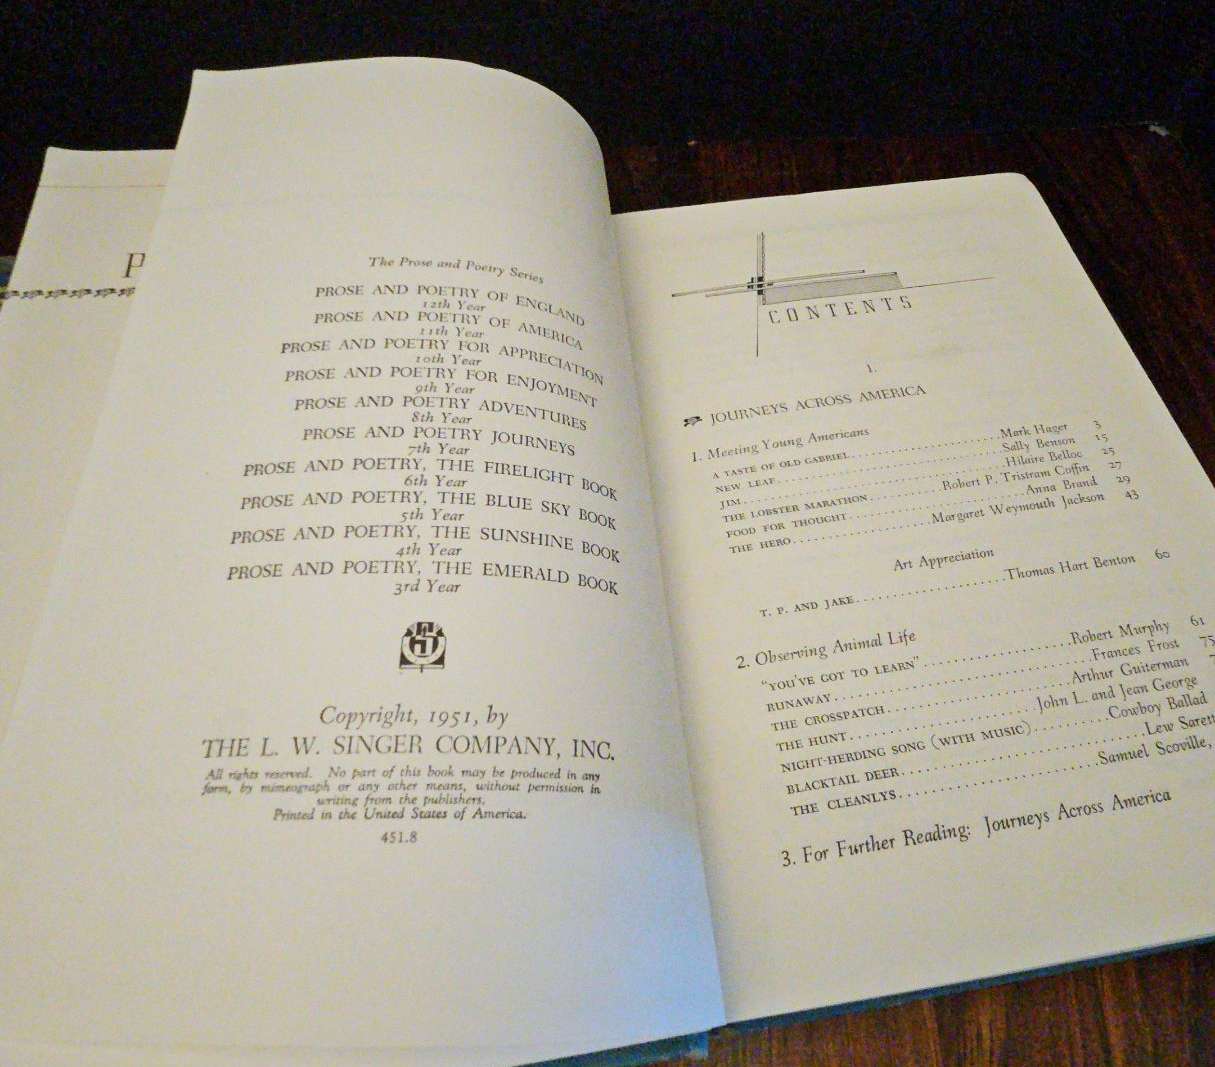 P
The Prose and Poetry Series
PROSE AND POETRY OF ENGLAND
12th Year
PROSE AND POETRY OF AMERICA
11th Year
PROSE AND POETRY FOR APPRECIATION
10th Year
PROSE AND POETRY FOR ENJOYMENT
9th Year
PROSE AND POETRY ADVENTURES
8th Year
PROSE AND POETRY JOURNEYS
7th Year
PROSE AND POETRY, THE FIRELIGHT BOOK
6th Year
PROSE AND POETRY, THE BLUE SKY BOOK
5th Year
PROSE AND POETRY, THE SUNSHINE BOOK
4th Year
PROSE AND POETRY, THE EMERALD BOOK
3rd Year
Copyright, 1951, by
THE L. W. SINGER COMPANY, INC.
All rights reserved. No part of this book may be produced in any
form, by mimeograph or any other means, without permission in
writing from the publishers.
Printed in the United States of America.
451.8
CONTENTS
1.
JOURNEYS ACROSS AMERICA
1. Meeting Young Americans
A TASTE OF OLD GABRIEL. . . . . . . . . . . . . . . . . . . . . . . .Mark Hager 3
NEW LEAF. . . . . . . . . . . . . . . . . . . . . . . . . . . . . . . . . . . .Sally Benson 15
JIM. . . . . . . . . . . . . . . . . . . . . . . . . . . . . . . . . . . . . . . . .Hilaire Belloc 25
THE LOBSTER MARATHON. . . . . . . . . . .Robert P. Tristram Coffin 27
FOOD FOR THOUGHT. . . . . . . . . . . . . . . . . . . . . . . . . .Anna Brand 29
THE HERO. . . . . . . . . . . . . . . . . . . . .Margaret Weymouth Jackson 43
Art Appreciation
T. P. AND JAKE. . . . . . . . . . . . . . . . . . . . .Thomas Hart Benton 60
2. Observing Animal Life
"YOU'VE GOT TO LEARN" . . . . . . . . . . . . . . . . . . . .Robert Murphy 61
RUNAWAY. . . . . . . . . . . . . . . . . . . . . . . . . . . . . . . . . . .Frances Frost 75
THE CROSSPATCH. . . . . . . . . . . . . . . . . . . . . . . . .Arthur Guiterman
THE HUNT. . . . . . . . . . . . . . . . . . . . . . . . . .John L. and Jean George
NIGHT-HERDING SONG (WITH MUSIC). . . . . . . . . .Cowboy Ballad
BLACKTAIL DEER. . . . . . . . . . . . . . . . . . . . . . . . . . . . . . . .Lew Sarett
THE CLEANLYS. . . . . . . . . . . . . . . . . . . . . . . . . .Samuel Scoville,
3. For Further Reading: Journeys Across America